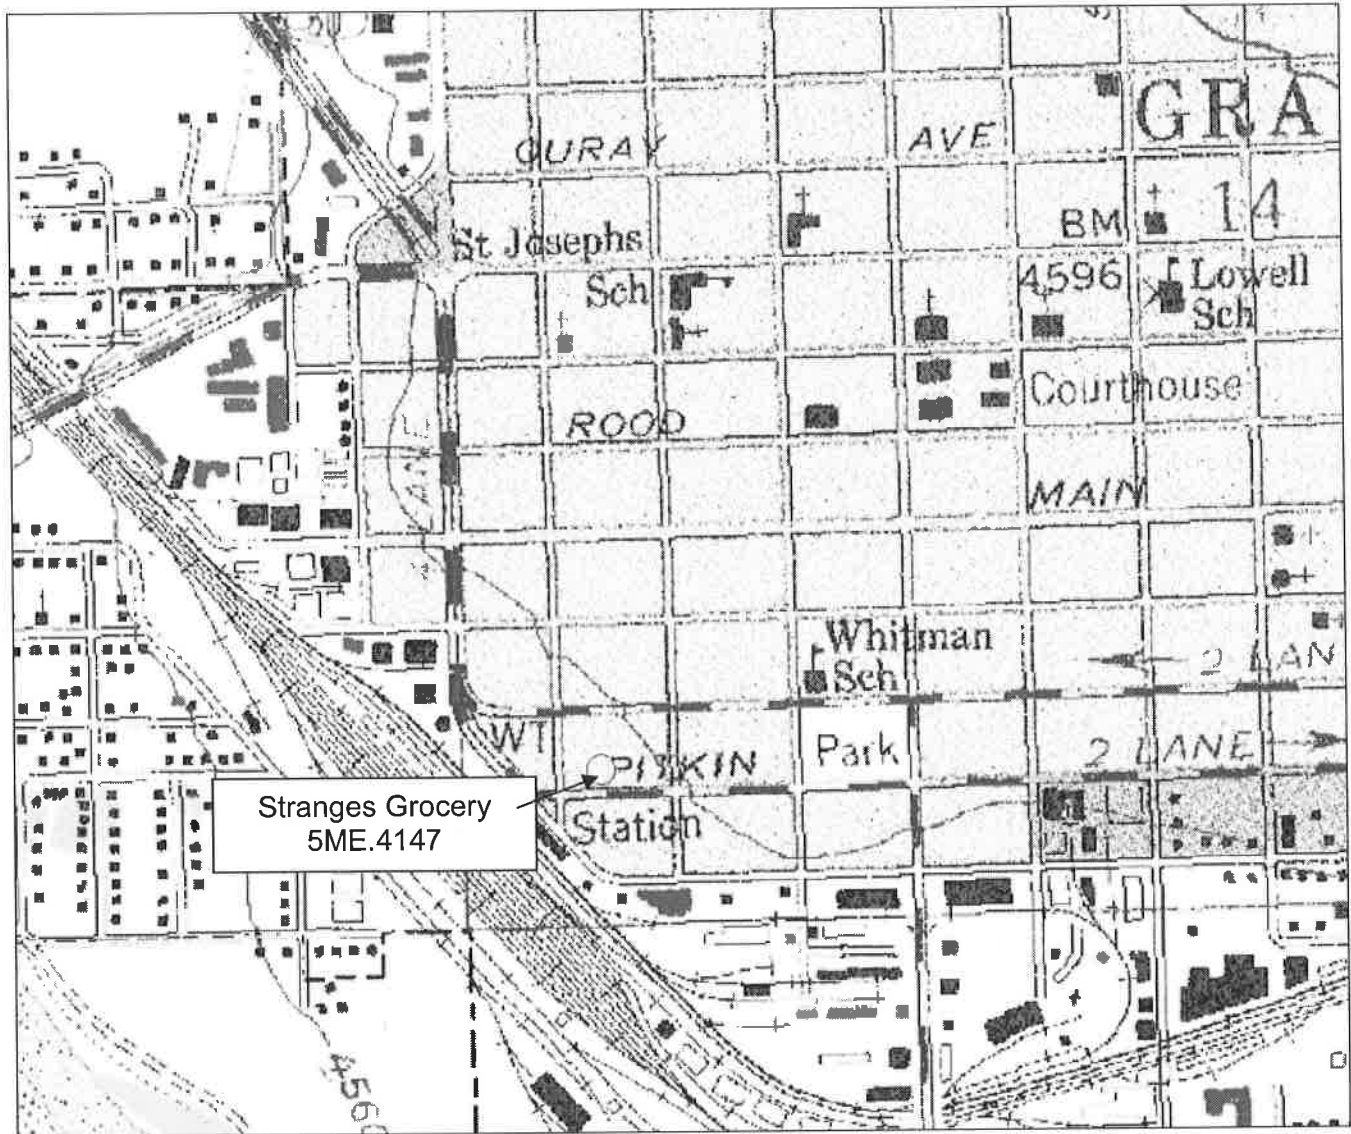 GRA
OURAY AVE
BM
14
St Josephs
Sch
4596
Lowell
Sch
Courthouse
ROOD
MAIN
Whitman
Sch
2 LAN
WT
PITKIN
Park
2 LANE
Stranges Grocery
5ME.4147
Station
4560